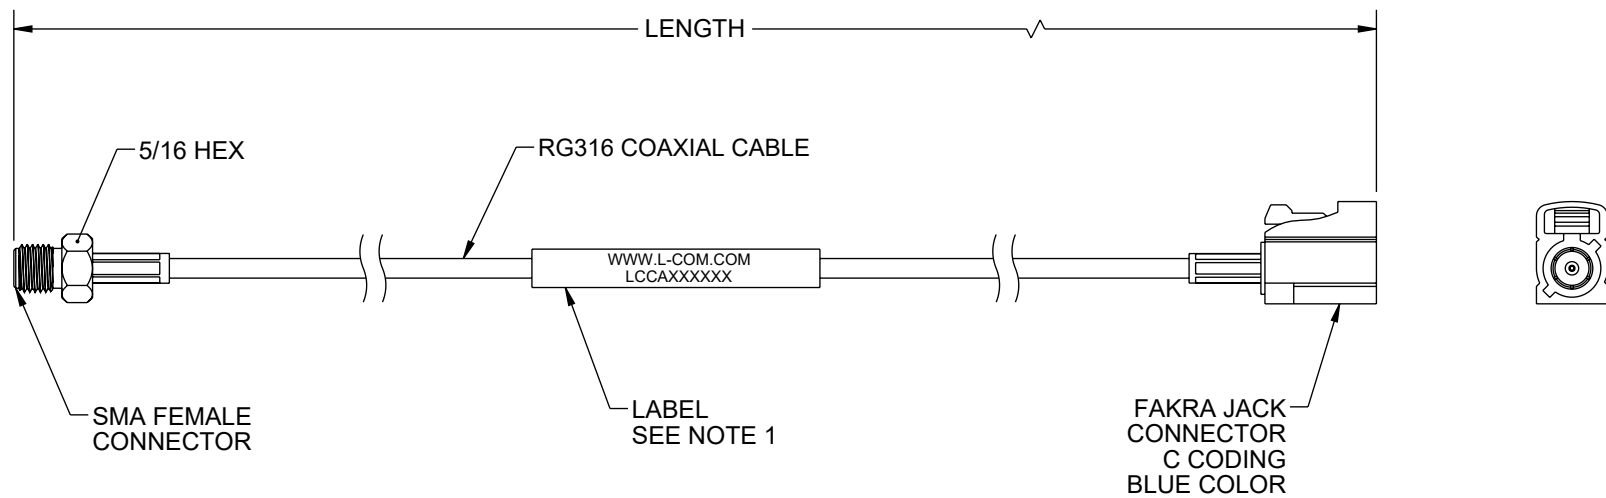 LENGTH
5/16 HEX
RG316 COAXIAL CABLE
WWW.L-COM.COM
LCCAXXXXXX
SMA FEMALE
CONNECTOR
LABEL
SEE NOTE 1
FAKRA JACK
CONNECTOR
C CODING
BLUE COLOR